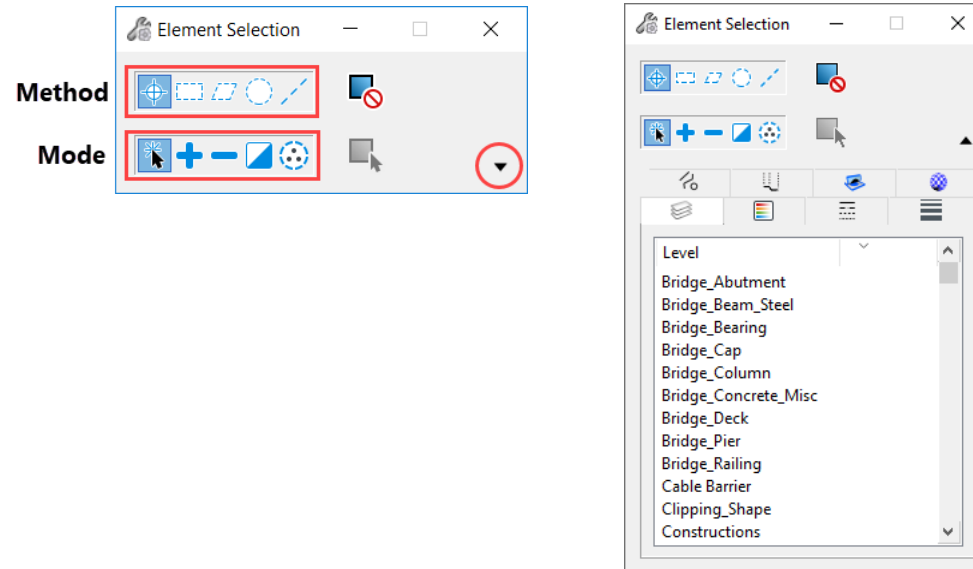 Element Selection
Method
Mode
Element Selection
Level
Bridge_Abutment
Bridge_Beam_Steel
Bridge_Bearing
Bridge_Cap
Bridge_Column
Bridge_Concrete_Misc
Bridge_Deck
Bridge_Pier
Bridge_Railing
Cable Barrier
Clipping_Shape
Constructions